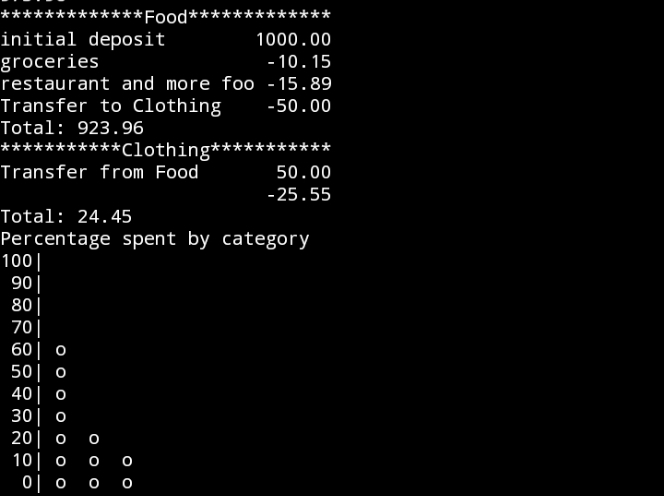 *************Food*************
initial deposit        1000.00
groceries               -10.15
restaurant and more foo -15.89
Transfer to Clothing    -50.00
Total: 923.96
***********Clothing***********
Transfer from Food       50.00
                        -25.55
Total: 24.45
Percentage spent by category
100|
 90|
 80|
 70|
 60| o
 50| o
 40| o
 30| o
 20| o  o
 10| o  o  o
  0| o  o  o